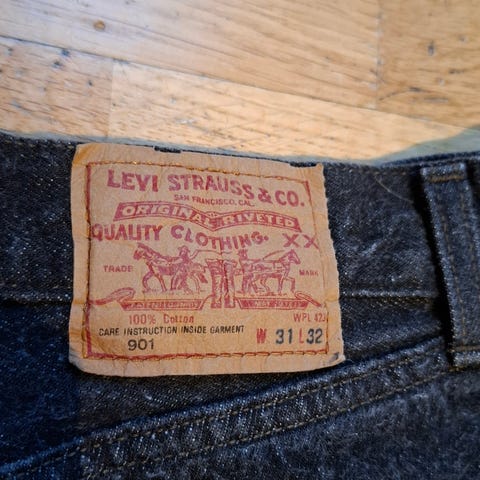 LEVI STRAUSS & CO.
SAN FRANCISCO, CAL.
ORIGINAL RIVETED
QUALITY CLOTHING. XX
TRADE MARK
100% Cotton WPL 423
CARE INSTRUCTION INSIDE GARMENT
901 W 31 L 32